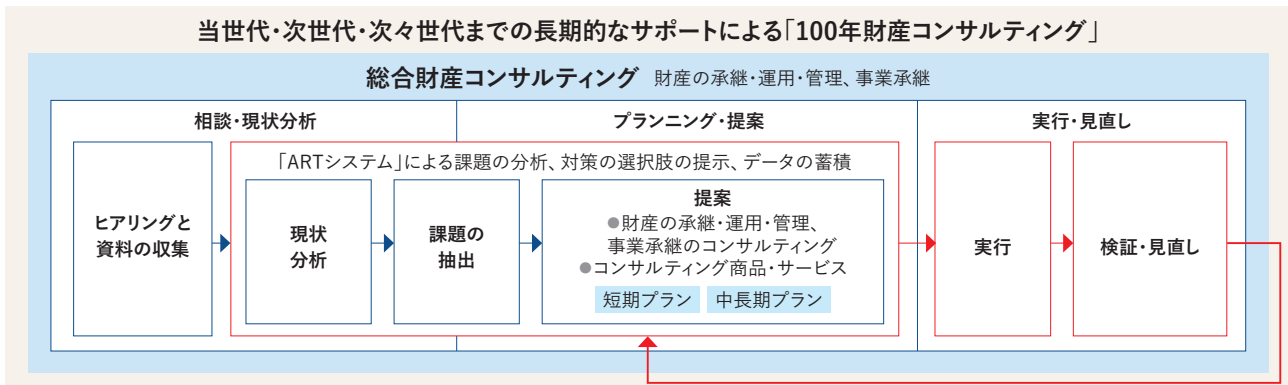 当世代・次世代・次々世代までの長期的なサポートによる「100年財産コンサルティング」
総合財産コンサルティング 財産の承継・運用・管理、事業承継
相談・現状分析
プランニング・提案
実行・見直し
「ARTシステム」による課題の分析、対策の選択肢の提示、データの蓄積
ヒアリングと
資料の収集
現状
分析
課題の
抽出
提案
●財産の承継・運用・管理、
事業承継のコンサルティング
●コンサルティング商品・サービス
短期プラン 中長期プラン
実行
検証・見直し